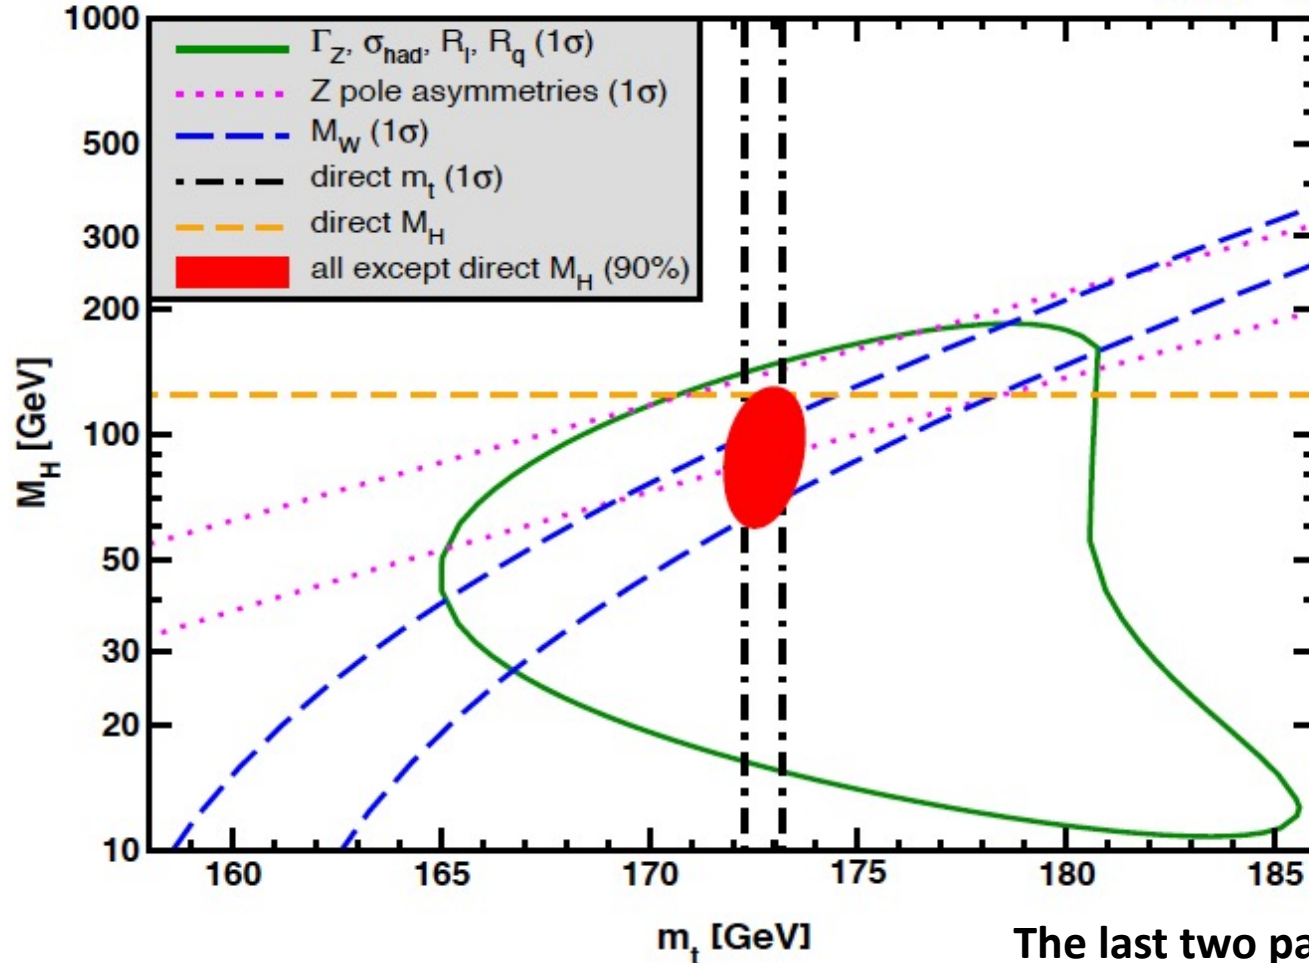 1000
500
300
200
100
50
30
20
10
M_H [GeV]
Γ_Z, σ_had, R_l, R_q (1σ)
Z pole asymmetries (1σ)
M_W (1σ)
direct m_t (1σ)
direct M_H
all except direct M_H (90%)
160 165 170 175 180 185
m_t [GeV]
The last two pa